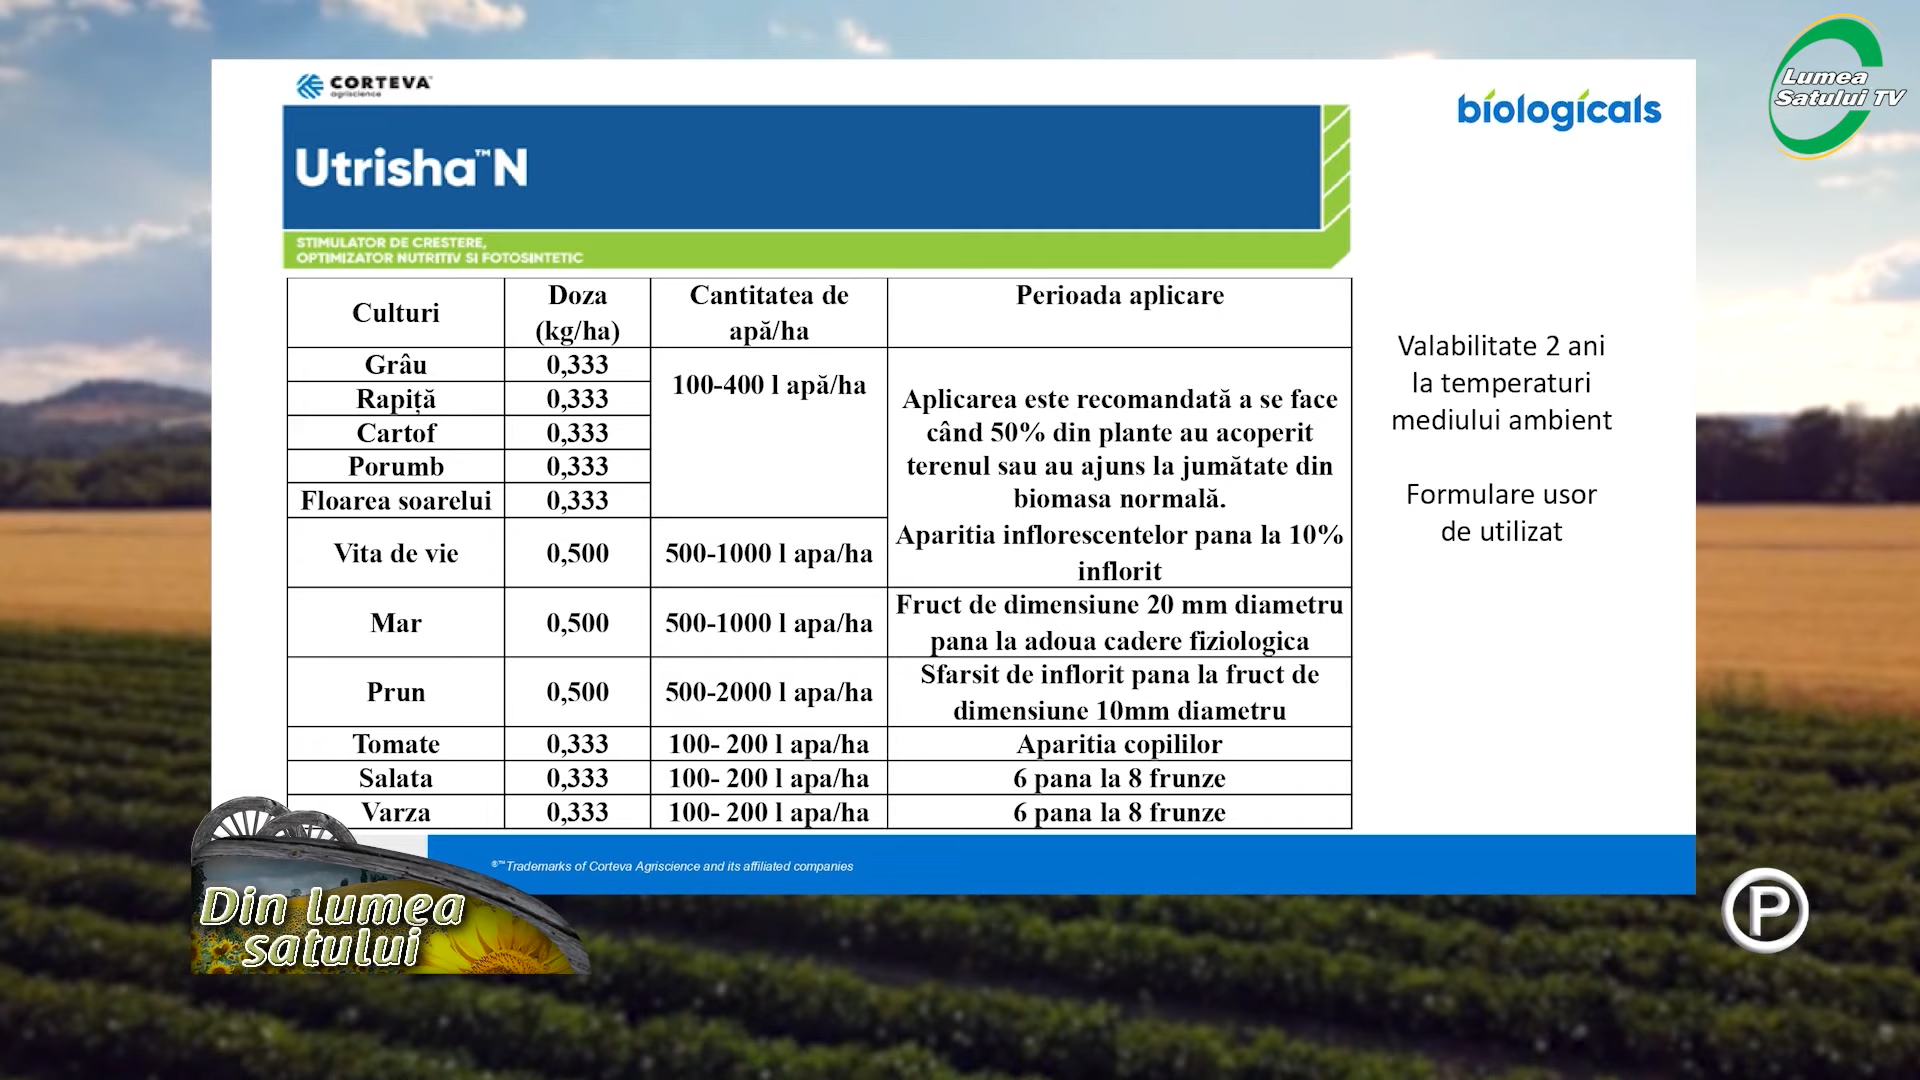 CORTEVA™
agriscience
biologicals
Lumea
Satului TV
Utrisha™ N
STIMULATOR DE CRESTERE,
OPTIMIZATOR NUTRITIV SI FOTOSINTETIC
Culturi
Doza
(kg/ha)
Cantitatea de
apă/ha
Perioada aplicare
Grâu 0,333
Rapiță 0,333
Cartof 0,333
Porumb 0,333
Floarea soarelui 0,333
100-400 l apă/ha
Aplicarea este recomandată a se face
când 50% din plante au acoperit
terenul sau au ajuns la jumătate din
biomasa normală.
Vita de vie 0,500 500-1000 l apa/ha
Aparitia inflorescentelor pana la 10%
inflorit
Mar 0,500 500-1000 l apa/ha
Fruct de dimensiune 20 mm diametru
pana la adoua cadere fiziologica
Prun 0,500 500-2000 l apa/ha
Sfarsit de inflorit pana la fruct de
dimensiune 10mm diametru
Tomate 0,333 100- 200 l apa/ha Aparitia copililor
Salata 0,333 100- 200 l apa/ha 6 pana la 8 frunze
Varza 0,333 100- 200 l apa/ha 6 pana la 8 frunze
Valabilitate 2 ani
la temperaturi
mediului ambient
Formulare usor
de utilizat
®™ Trademarks of Corteva Agriscience and its affiliated companies
Din lumea
satului
P